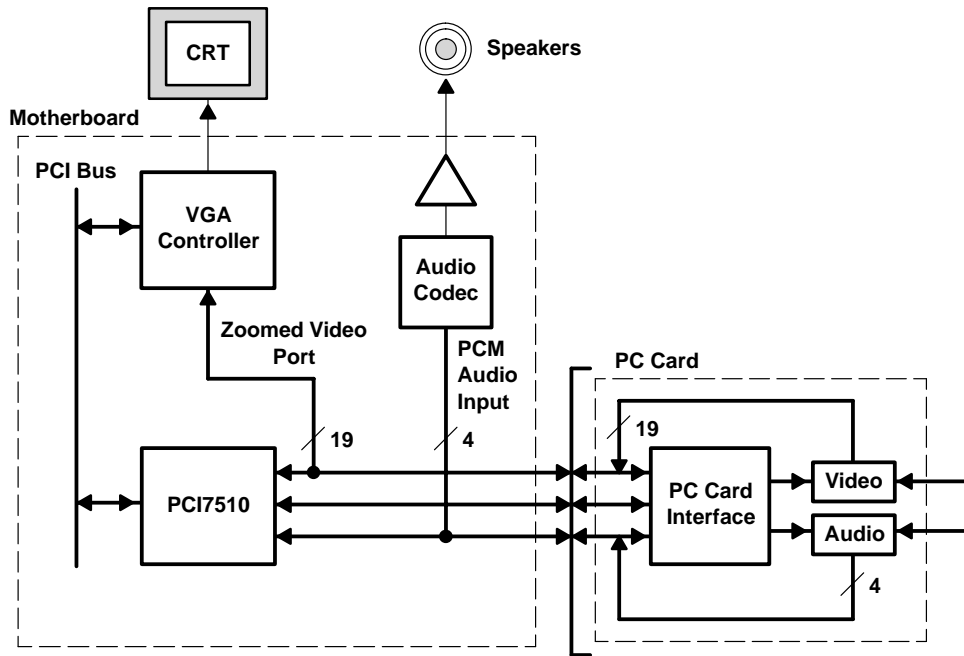 CRT
Speakers
Motherboard
PCI Bus
VGA
Controller
Audio
Codec
Zoomed Video
Port
PCM
Audio
Input
PC Card
19
4
19
PCI7510
PC Card
Interface
Video
Audio
4